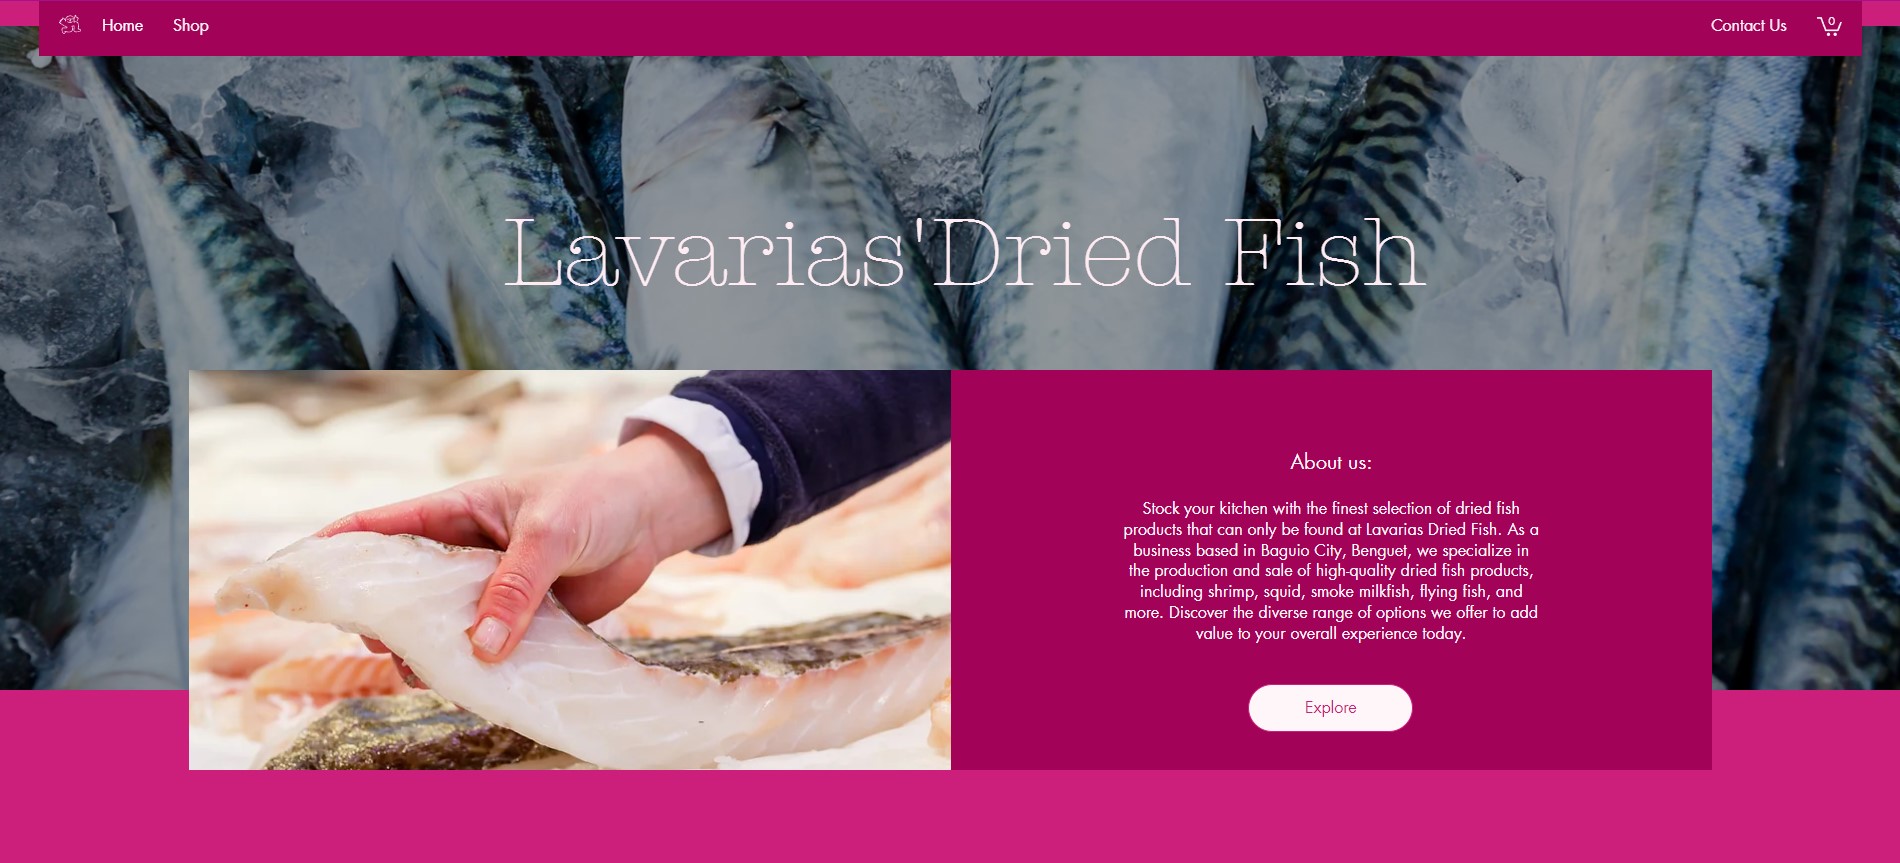 Home Shop Contact Us 0
Lavarias'Dried Fish
About us:
Stock your kitchen with the finest selection of dried fish
products that can only be found at Lavarias Dried Fish. As a
business based in Baguio City, Benguet, we specialize in
the production and sale of high-quality dried fish products,
including shrimp, squid, smoke milkfish, flying fish, and
more. Discover the diverse range of options we offer to add
value to your overall experience today.
Explore